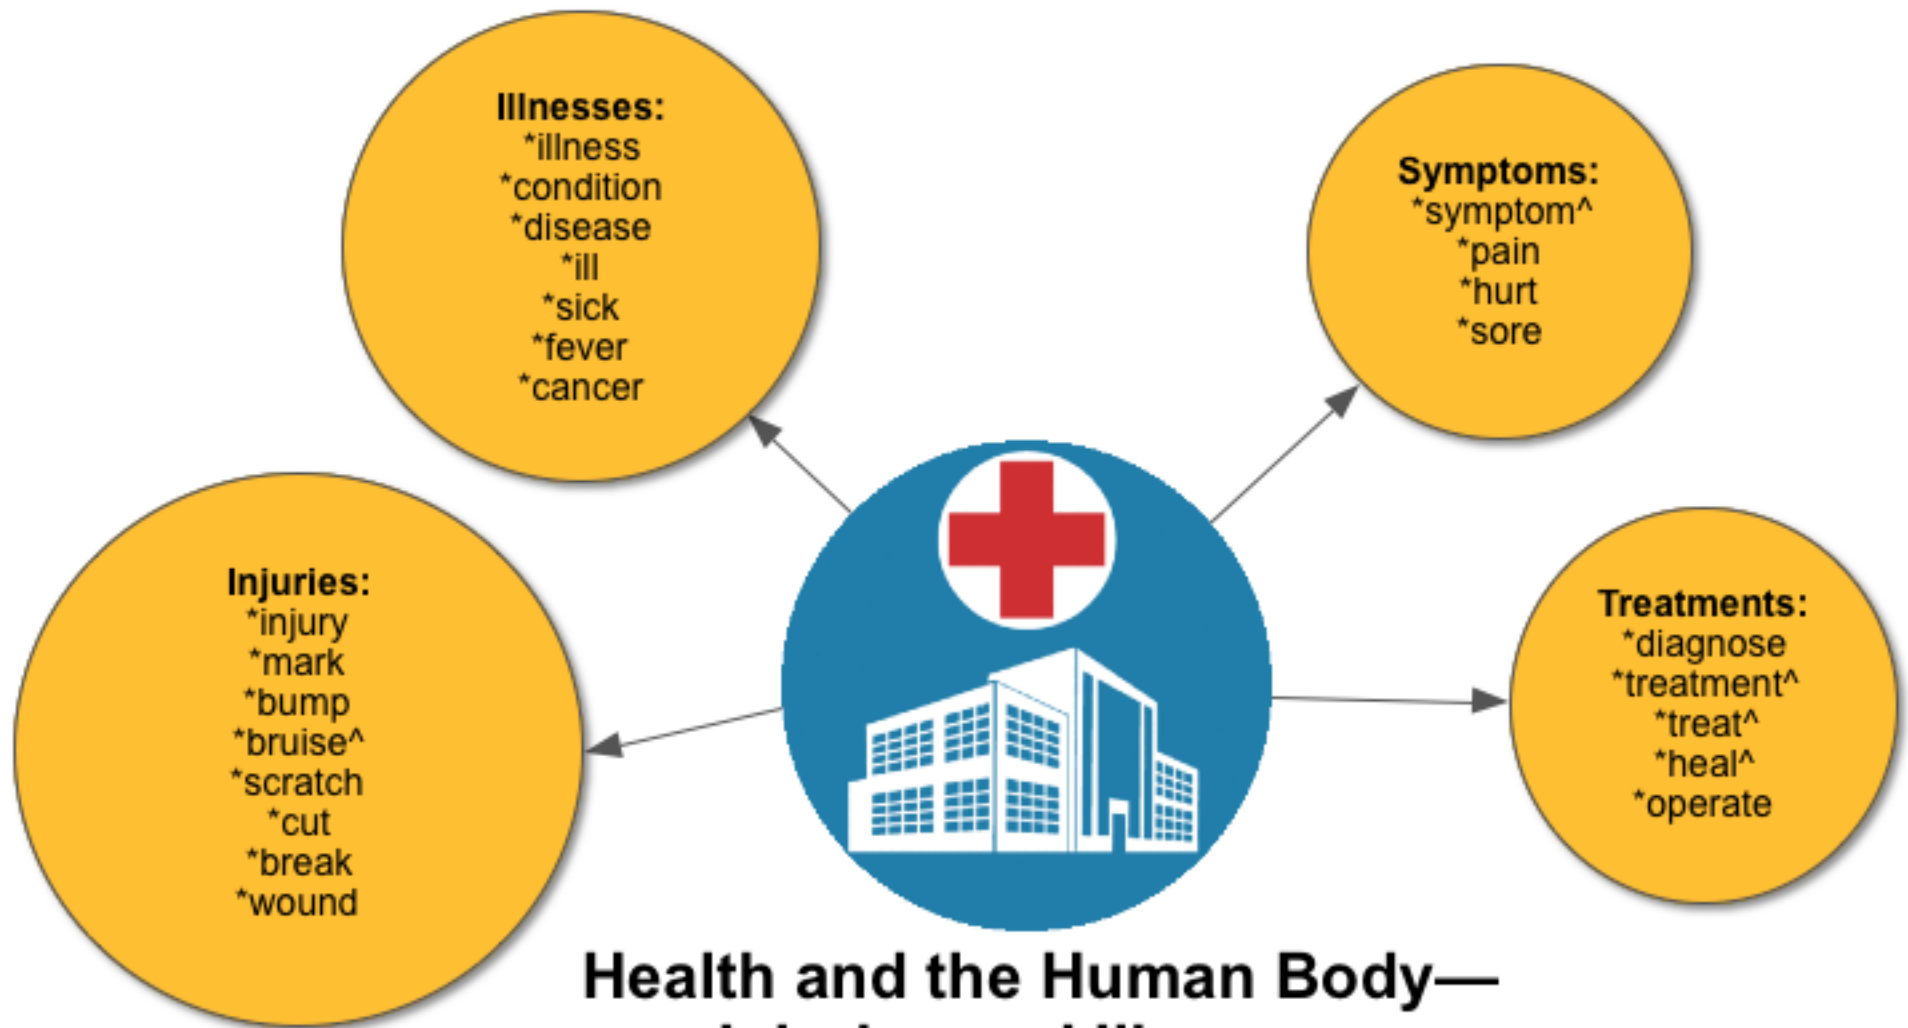 Illnesses:
*illness
*condition
*disease
*ill
*sick
*fever
*cancer
Symptoms:
*symptom^
*pain
*hurt
*sore
Injuries:
*injury
*mark
*bump
*bruise^
*scratch
*cut
*break
*wound
Treatments:
*diagnose
*treatment^
*treat^
*heal^
*operate
Health and the Human Body—